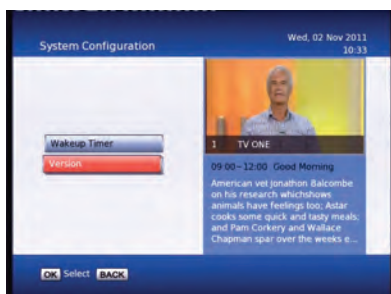 System Configuration
Wed, 02 Nov 2011
10:33
Wakeup Timer
Version
1 TV ONE
09:00~12:00 Good Morning
American vet Jonathon Balcombe
on his research whichshows
animals have feelings too; Astar
cooks some quick and tasty meals;
and Pam Corkery and Wallace
Chapman spar over the weeks e...
OK Select BACK